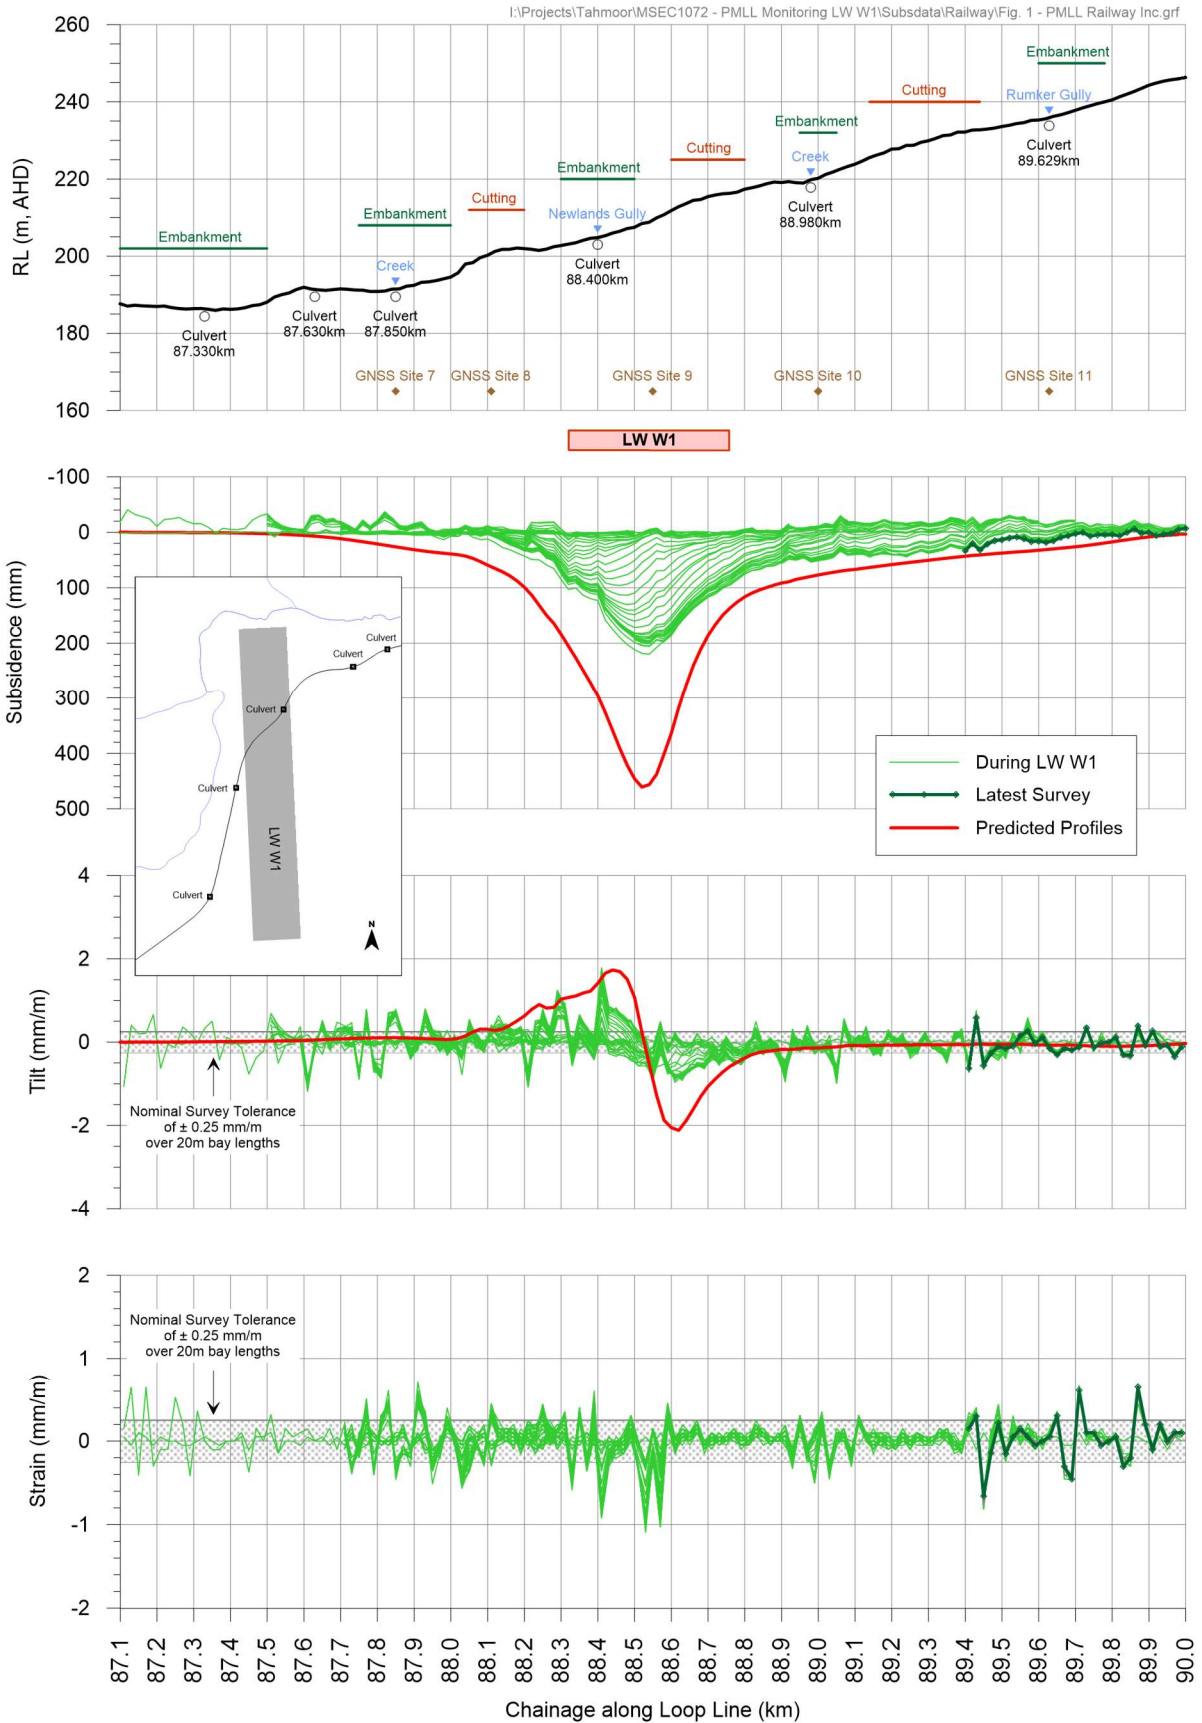 I:\Projects\Tahmoor\MSEC1072 - PMLL Monitoring LW W1\Subsdata\Railway\Fig. 1 - PMLL Railway Inc.grf
260
240
220
200
180
160
RL (m, AHD)
Embankment
Culvert
87.330km
Culvert
87.630km
Embankment
Creek
Culvert
87.850km
Cutting
Embankment
Newlands Gully
Culvert
88.400km
Cutting
Embankment
Creek
Culvert
88.980km
Cutting
Embankment
Rumker Gully
Culvert
89.629km
GNSS Site 7
GNSS Site 8
GNSS Site 9
GNSS Site 10
GNSS Site 11
LW W1
-100
0
100
200
300
400
500
Subsidence (mm)
Culvert
Culvert
Culvert
Culvert
Culvert
LW W1
N
During LW W1
Latest Survey
Predicted Profiles
4
2
0
-2
-4
Tilt (mm/m)
Nominal Survey Tolerance
of ± 0.25 mm/m
over 20m bay lengths
2
1
0
-1
-2
Strain (mm/m)
Nominal Survey Tolerance
of ± 0.25 mm/m
over 20m bay lengths
87.1
87.2
87.3
87.4
87.5
87.6
87.7
87.8
87.9
88.0
88.1
88.2
88.3
88.4
88.5
88.6
88.7
88.8
88.9
89.0
89.1
89.2
89.3
89.4
89.5
89.6
89.7
89.8
89.9
90.0
Chainage along Loop Line (km)